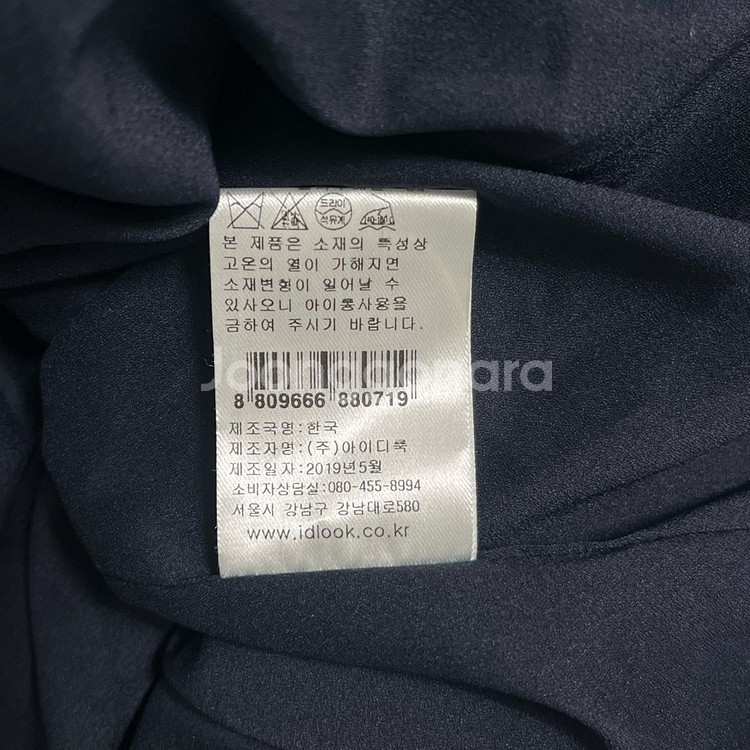 드라이
석유계
본 제품은 소재의 특성상
고온의 열이 가해지면
소재변형이 일어날 수
있사오니 아이롱사용을
금하여 주시기 바랍니다.
Joonggonara
8 809666 880719
제조국명:한국
제조자명:(주)아이디룩
제조일자:2019년5월
소비자상담실:080-455-8994
서울시 강남구 강남대로580
www.idlook.co.kr